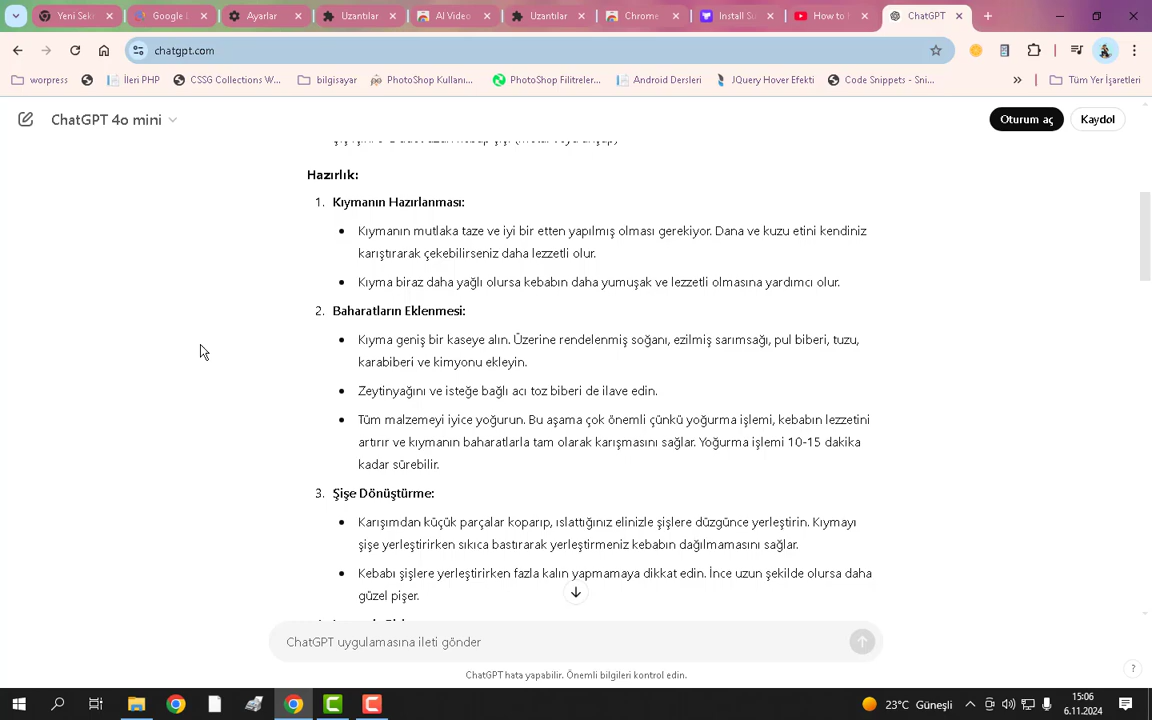 Yeni Sek
Google L
Ayarlar
Uzantılar
AI Video
Uzantılar
Chrome
Install Su
How to
ChatGPT
chatgpt.com
worpress
İleri PHP
CSSG Collections W...
bilgisayar
PhotoShop Kullanı...
PhotoShop Filitreler...
Android Dersleri
JQuery Hover Efekti
Code Snippets - Sni...
»
Tüm Yer İşaretleri
ChatGPT 4o mini
Oturum aç
Kaydol
Hazırlık:
1. Kıymanın Hazırlanması:
• Kıymanın mutlaka taze ve iyi bir etten yapılmış olması gerekiyor. Dana ve kuzu etini kendiniz
karıştırarak çekebilirseniz daha lezzetli olur.
• Kıyma biraz daha yağlı olursa kebabın daha yumuşak ve lezzetli olmasına yardımcı olur.
2. Baharatların Eklenmesi:
• Kıyma geniş bir kaseye alın. Üzerine rendelenmiş soğanı, ezilmiş sarımsağı, pul biberi, tuzu,
karabiberi ve kimyonu ekleyin.
• Zeytinyağını ve isteğe bağlı acı toz biberi de ilave edin.
• Tüm malzemeyi iyice yoğurun. Bu aşama çok önemli çünkü yoğurma işlemi, kebabın lezzetini
artırır ve kıymanın baharatlarla tam olarak karışmasını sağlar. Yoğurma işlemi 10-15 dakika
kadar sürebilir.
3. Şişe Dönüştürme:
• Karışımdan küçük parçalar koparıp, ıslattığınız elinizle şişlere düzgünce yerleştirin. Kıymayı
şişe yerleştirirken sıkıca bastırarak yerleştirmeniz kebabın dağılmamasını sağlar.
• Kebabı şişlere yerleştirirken fazla kalın yapmamaya dikkat edin. İnce uzun şekilde olursa daha
güzel pişer.
ChatGPT uygulamasına ileti gönder
ChatGPT hata yapabilir. Önemli bilgileri kontrol edin.
?
23°C Güneşli
15:06
6.11.2024